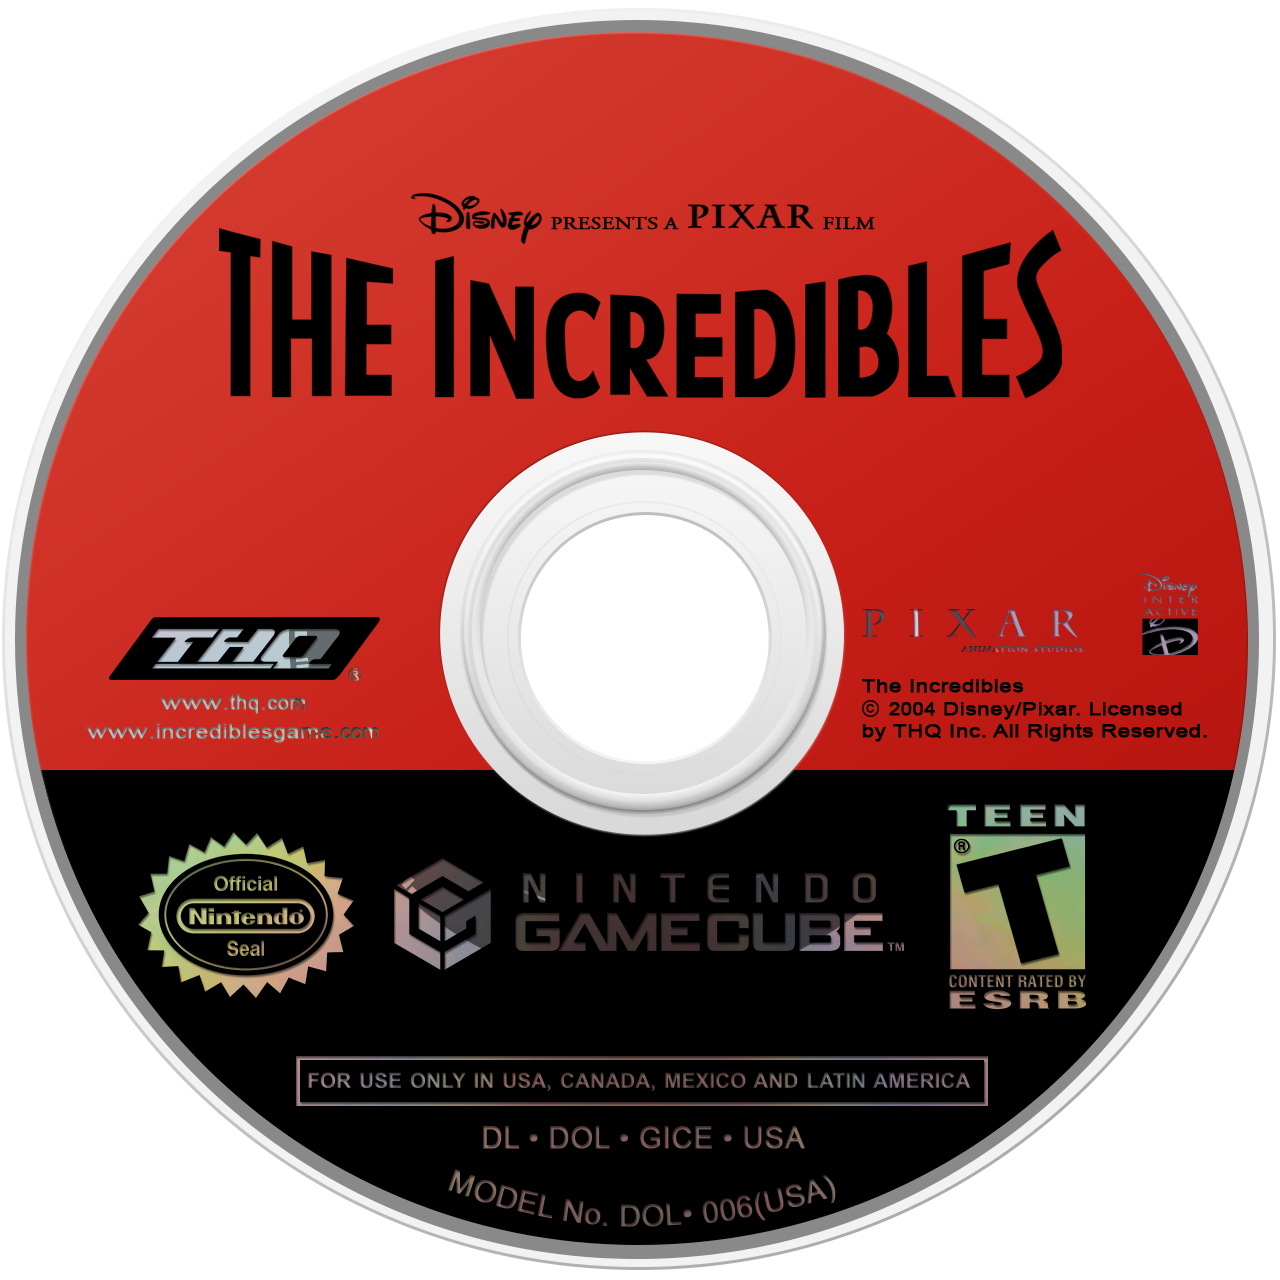 Disney PRESENTS A PIXAR FILM
THE INCREDIBLES
THQ ®
www.thq.com
www.incrediblesgame.com
PIXAR
ANIMATION STUDIOS
Disney
INTER
ACTIVE
D
The Incredibles
© 2004 Disney/Pixar. Licensed
by THQ Inc. All Rights Reserved.
Official
Nintendo®
Seal
NINTENDO
GAMECUBE™
TEEN
®
T
CONTENT RATED BY
ESRB
FOR USE ONLY IN USA, CANADA, MEXICO AND LATIN AMERICA
DL • DOL • GICE • USA
MODEL No. DOL• 006(USA)